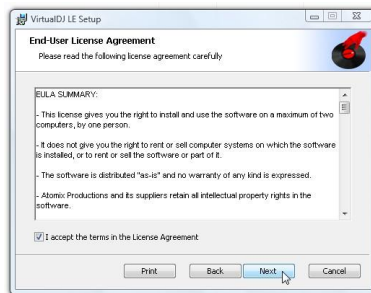 VirtualDJ LE Setup
End-User License Agreement
Please read the following license agreement carefully
EULA SUMMARY:
- This license gives you the right to install and use the software on a maximum of two
computers, by one person.
- It does not give you the right to rent or sell computer systems on which the software
is installed, or to rent or sell the software or part of it.
- The software is distributed "as-is" and no warranty of any kind is expressed.
- Atomix Productions and its suppliers retain all intellectual property rights in the
software.
I accept the terms in the License Agreement
Print Back Next Cancel